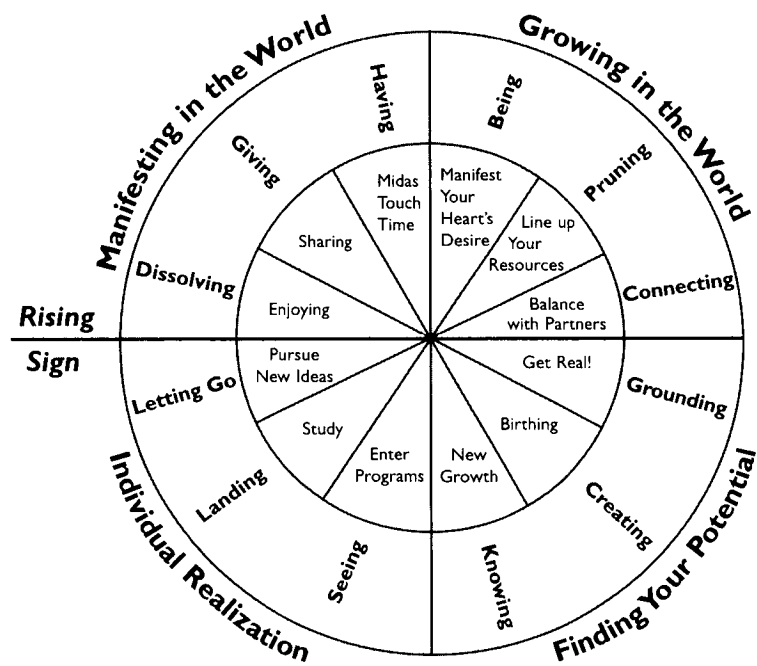 Manifesting in the World
Growing in the World
Having
Being
Giving
Pruning
Midas
Touch
Time
Manifest
Your
Heart's
Desire
Line up
Your
Resources
Sharing
Dissolving
Connecting
Enjoying
Balance
with Partners
Rising
Sign
Pursue
New Ideas
Get Real!
Letting Go
Grounding
Study
Birthing
Enter
Programs
New
Growth
Landing
Creating
Seeing
Knowing
Individual Realization
Finding Your Potential